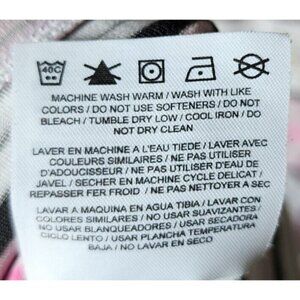 40C
MACHINE WASH WARM / WASH WITH LIKE
COLORS / DO NOT USE SOFTENERS / DO NOT
BLEACH / TUMBLE DRY LOW / COOL IRON / DO
NOT DRY CLEAN
LAVER EN MACHINE A L'EAU TIEDE / LAVER AVEC
COULEURS SIMILAIRES / NE PAS UTILISER
D'ADOUCISSEUR / NE PAS UTILISER D'EAU DE
JAVEL / SECHER EN MACHINE CYCLE DELICAT /
REPASSER FER FROID / NE PAS NETTOYER A SEC
LAVAR A MAQUINA EN AGUA TIBIA / LAVAR CON
COLORES SIMILARES / NO USAR SUAVIZANTES /
NO USAR BLANQUEADORES / USAR SECADORA
CICLO LENTO / USAR PLANCHA TEMPERATURA
BAJA / NO LAVAR EN SECO